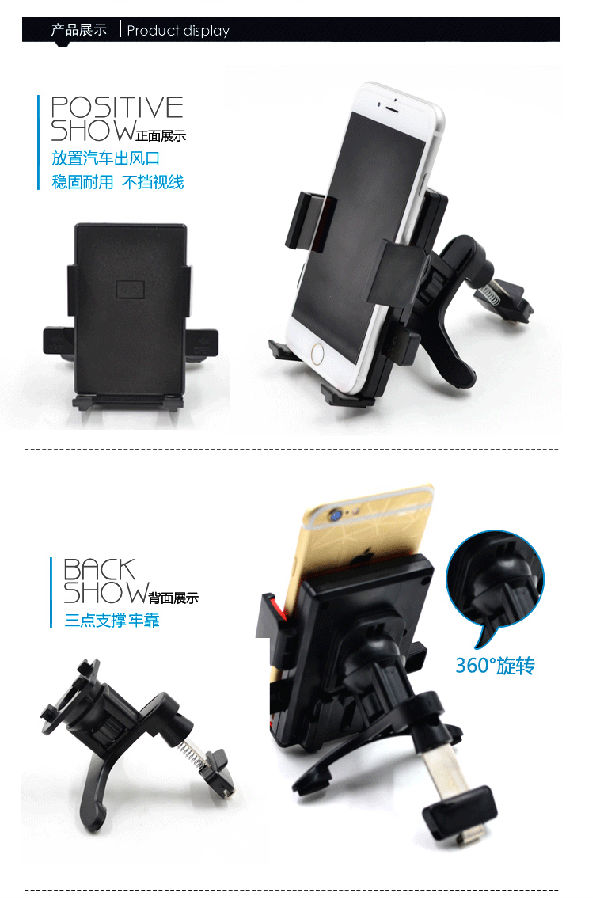 产品展示 | Product display
POSITIVE
SHOW正面展示
放置汽车出风口
稳固耐用 不挡视线
BACK
SHOW背面展示
三点支撑牢靠
360°旋转